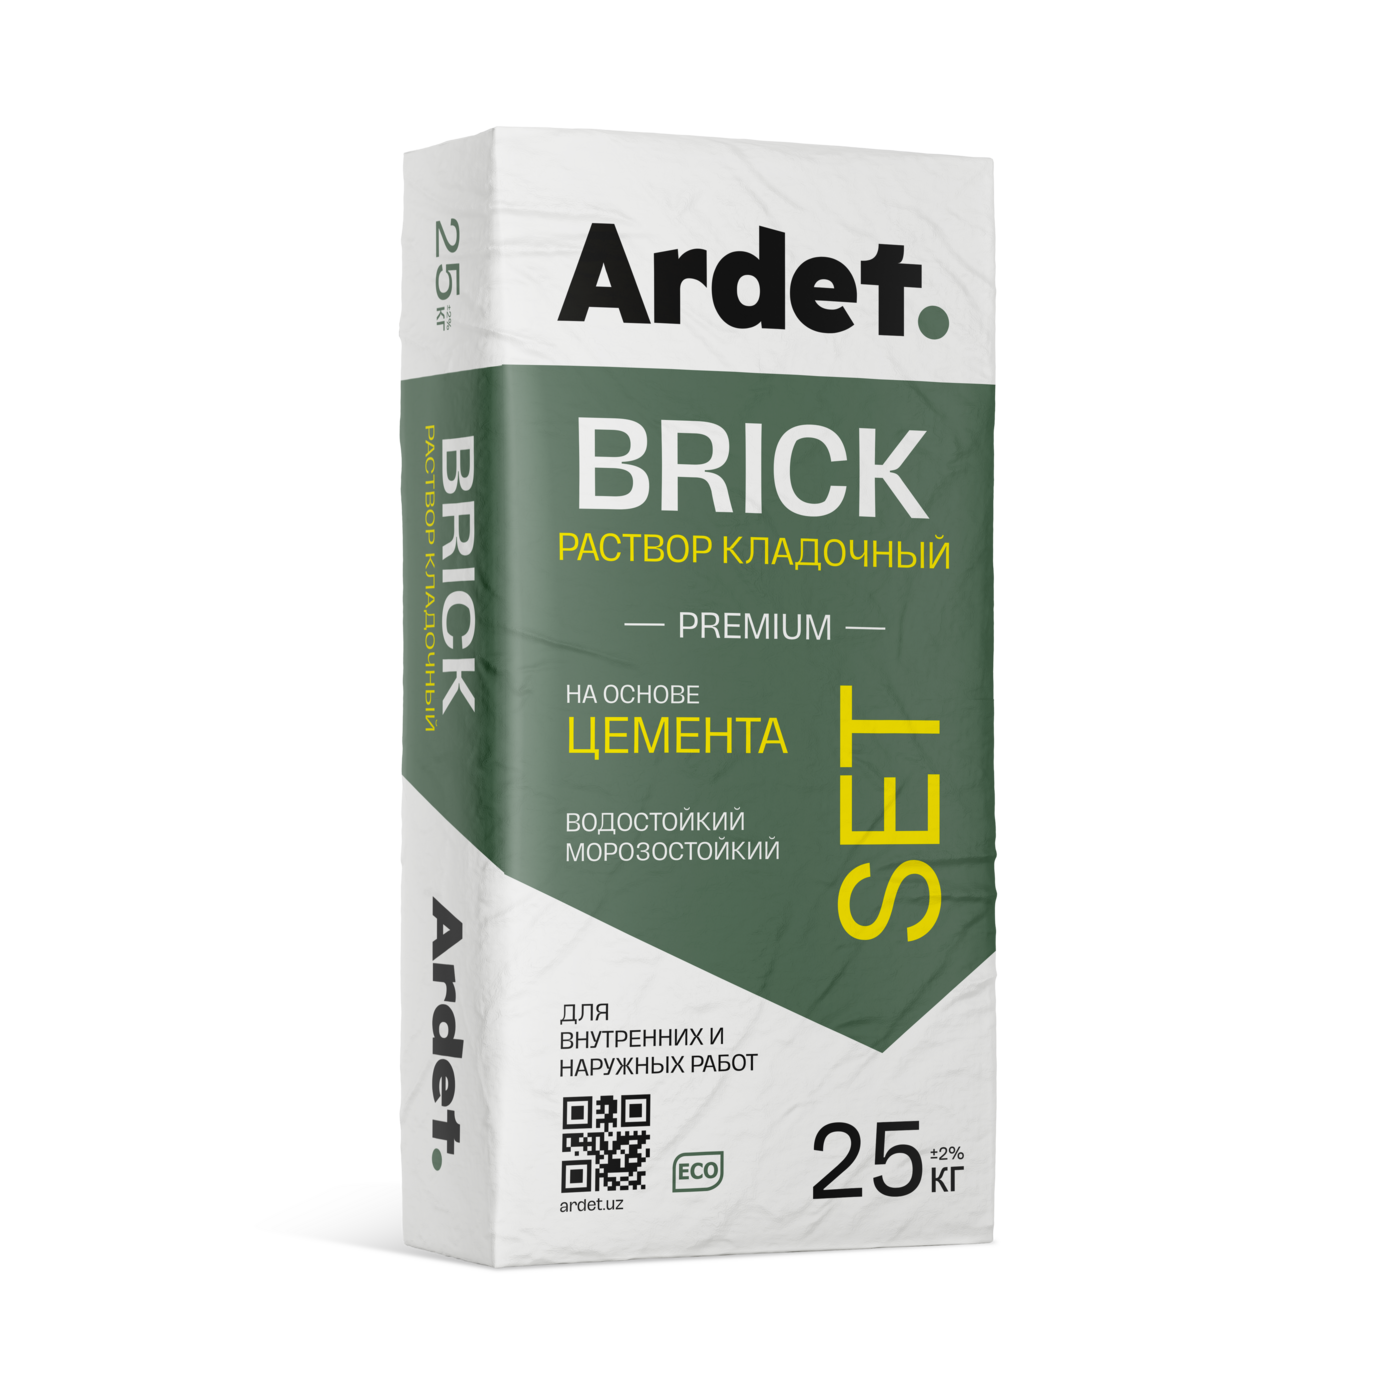 Ardet.
BRICK
РАСТВОР КЛАДОЧНЫЙ
PREMIUM
НА ОСНОВЕ
ЦЕМЕНТА
SET
ВОДОСТОЙКИЙ
МОРОЗОСТОЙКИЙ
ДЛЯ
ВНУТРЕННИХ И
НАРУЖНЫХ РАБОТ
ardet.uz
ECO
25 ±2% КГ
25 ±2% КГ
BRICK
РАСТВОР КЛАДОЧНЫЙ
Ardet.